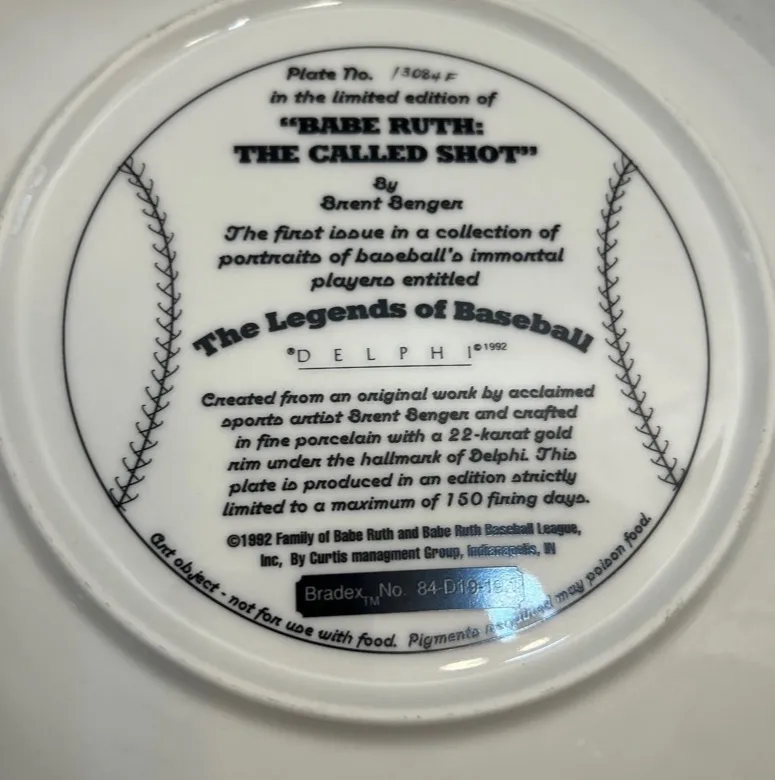 Plate No. 13084F
in the limited edition of
“BABE RUTH:
THE CALLED SHOT”
By
Brent Benger
The first issue in a collection of
portraits of baseball's immortal
players entitled
The Legends of Baseball
®DELPHI©1992
Created from an original work by acclaimed
sports artist Brent Benger and crafted
in fine porcelain with a 22-karat gold
rim under the hallmark of Delphi. This
plate is produced in an edition strictly
limited to a maximum of 150 firing days.
©1992 Family of Babe Ruth and Babe Ruth Baseball League,
Inc, By Curtis managment Group, Indianapolis, IN
Bradex™ No. 84-D19-
Art object - not for use with food. Pigments required may poison food.